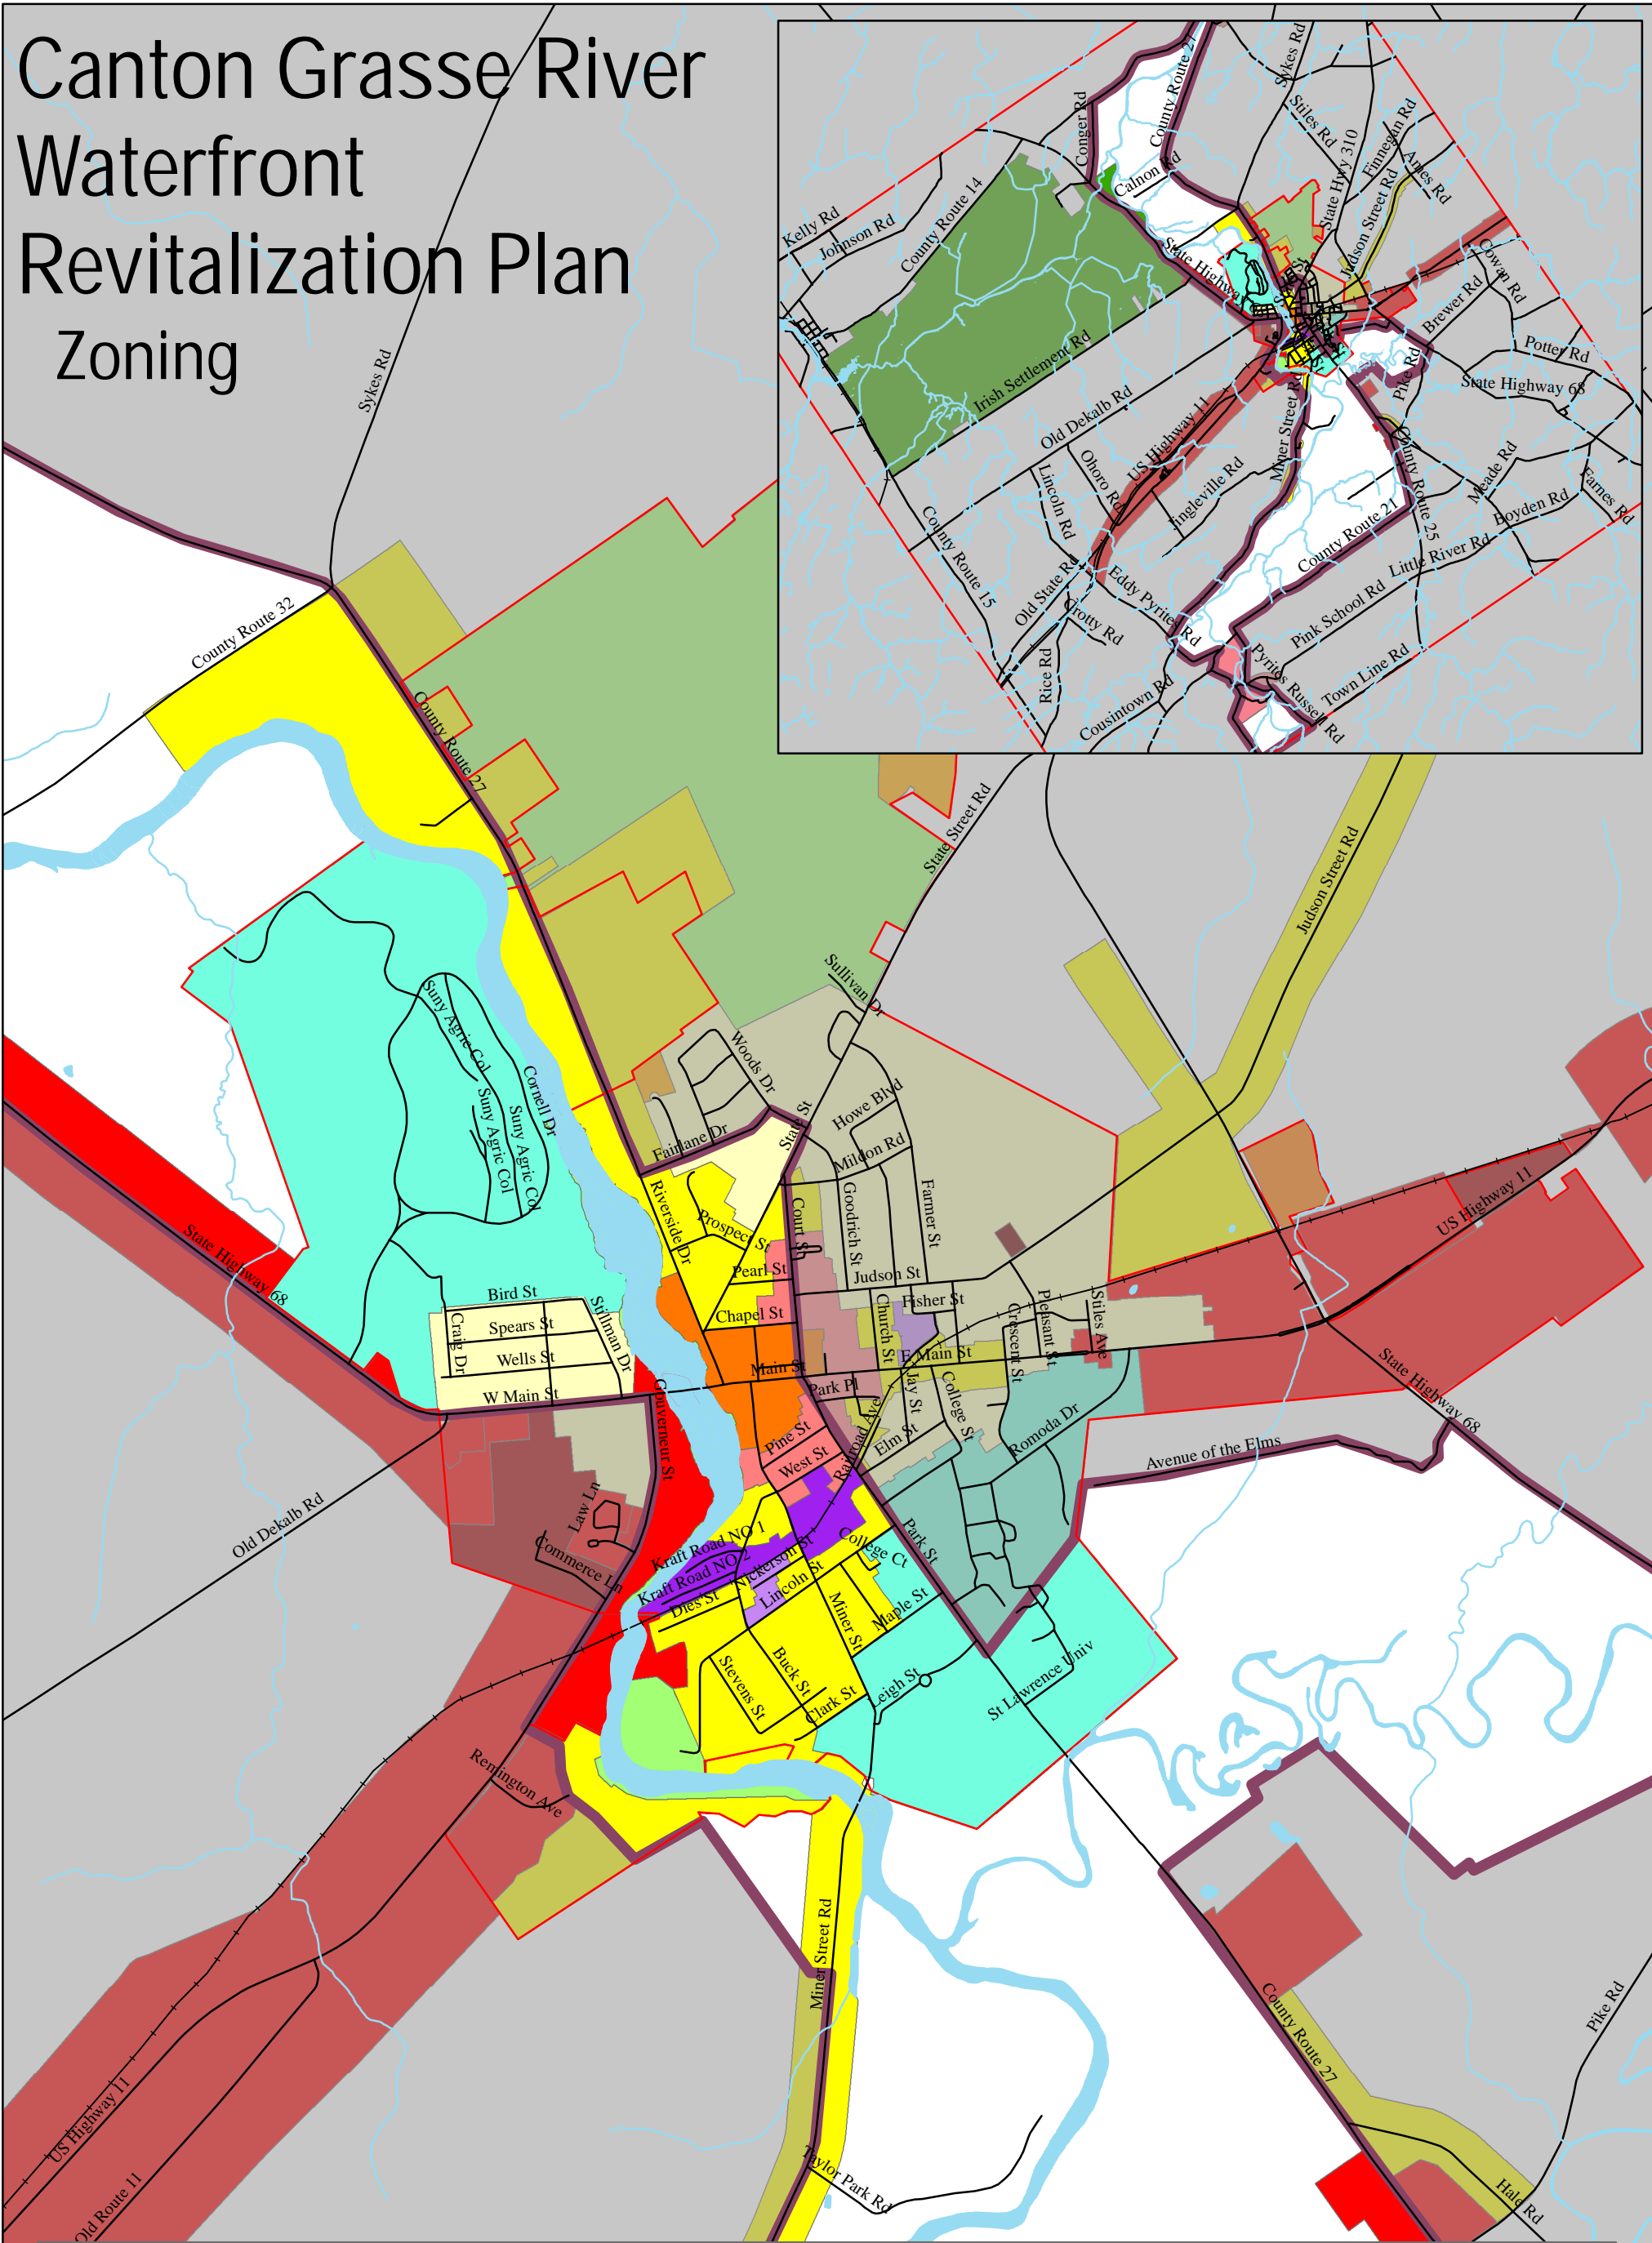 Canton Grasse River
Waterfront
Revitalization Plan
Zoning
Sykes Rd
County Route 32
County Route 27
Conger Rd
County Route 27
Sykes Rd
Stiles Rd
State Hwy 310
Finnegan Rd
Ames Rd
Judson Street Rd
Calnon Rd
Kelly Rd
Johnson Rd
County Route 14
State Highway
Cowan Rd
Brewer Rd
Potter Rd
State Highway 68
Pike Rd
Irish Settlement Rd
Old Dekalb Rd
US Highway 11
Miner Street Rd
Ohoro Rd
Lincoln Rd
Jingleville Rd
County Route 25
Meade Rd
Farnes Rd
Boyden Rd
County Route 21
Little River Rd
County Route 15
Old State Rd
Eddy Pyrites Rd
Crotty Rd
Pink School Rd
Rice Rd
Pyrites Russell Rd
Town Line Rd
Cousintown Rd
State Street Rd
Judson Street Rd
Sullivan Dr
Suny Agric Col
Cornell Dr
Suny Agric Col
Suny Agric Col
Woods Dr
Howe Blvd
State St
Fairlane Dr
Mildon Rd
Riverside Dr
Prospect St
Court St
Goodrich St
Farmer St
US Highway 11
State Highway 68
Pearl St
Judson St
Bird St
Stillman Dr
Chapel St
Church St
Fisher St
Crescent St
Pleasant St
Stiles Ave
Craig Dr
Spears St
Wells St
Main St
E Main St
State Highway 68
W Main St
Gouverneur St
Park Pl
Jay St
College St
Romoda Dr
Pine St
West St
Railroad Ave
Elm St
Avenue of the Elms
Old Dekalb Rd
Law Ln
Commerce Ln
Kraft Road NO 1
Kraft Road NO 2
Nickerson St
College Ct
Park St
Dies St
Lincoln St
Miner St
Maple St
Stevens St
Buck St
Clark St
Leigh St
St Lawrence Univ
Remington Ave
Miner Street Rd
County Route 27
Pike Rd
US Highway 11
Old Route 11
Taylor Park Rd
Hale Rd